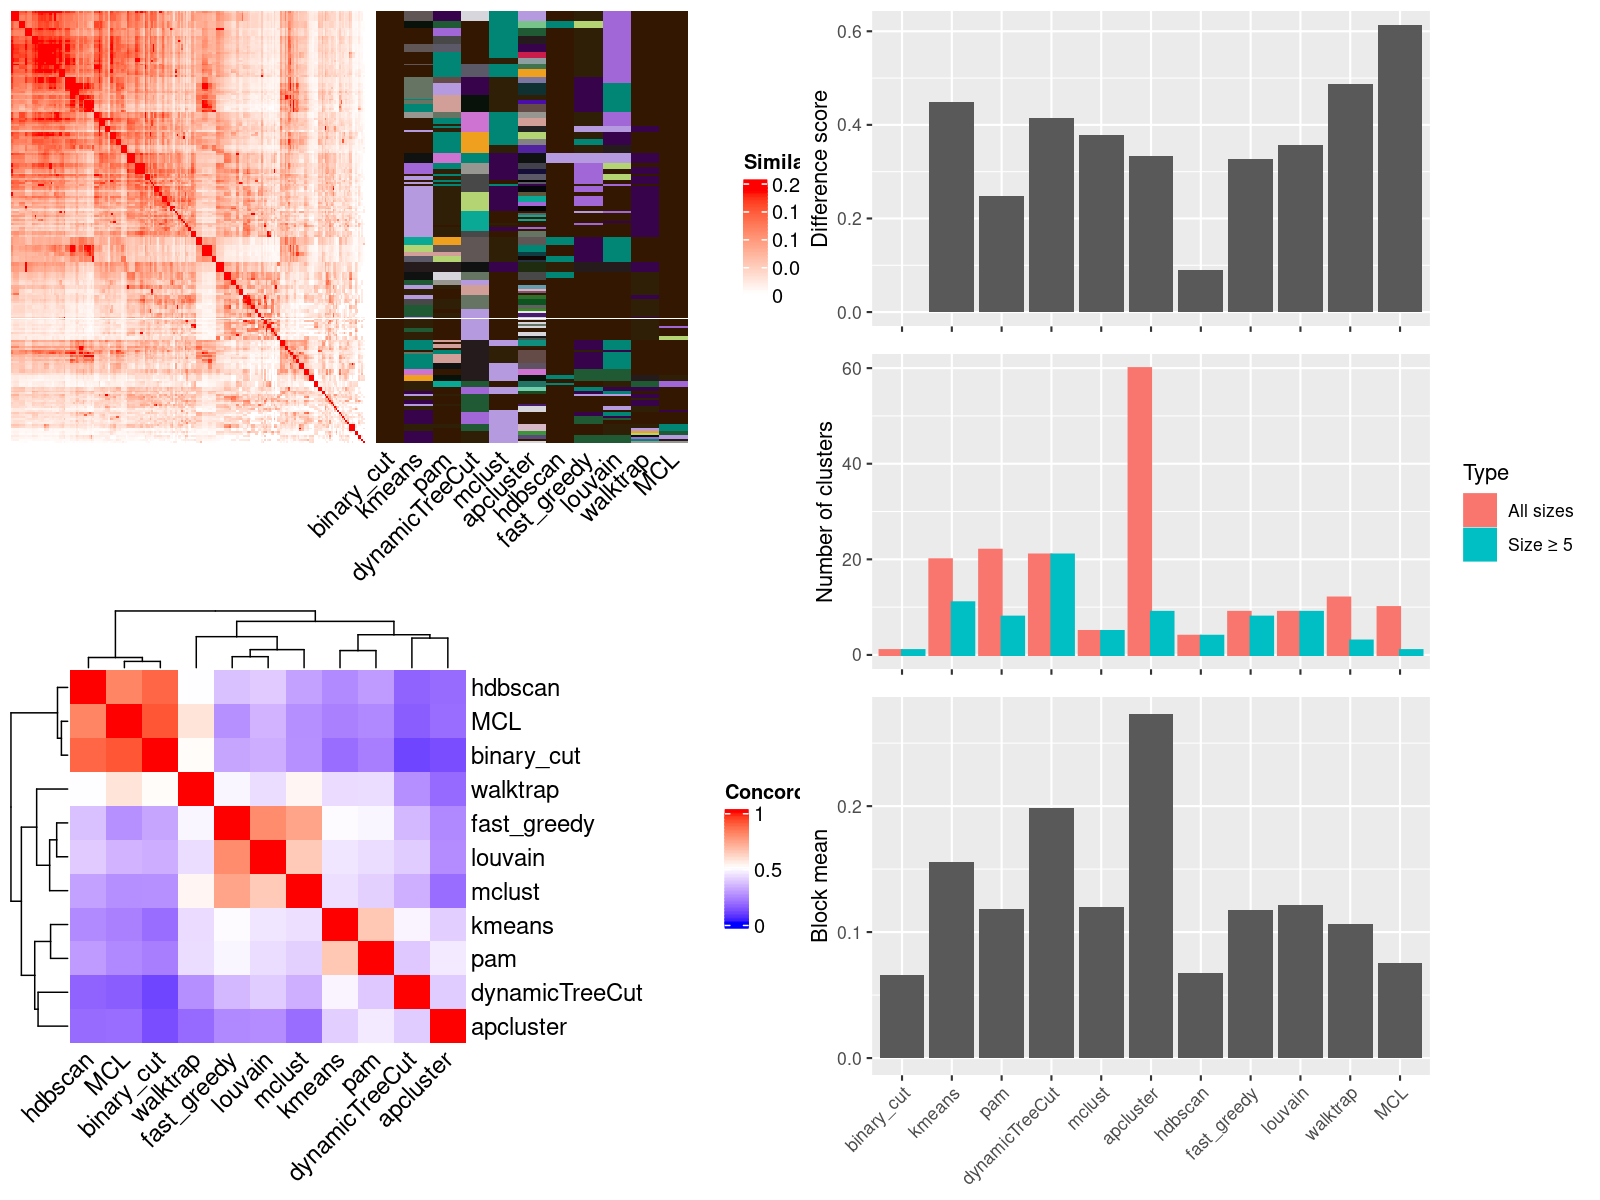 Simila
0.2
0.1
0.1
0.0
0
binary_cut
kmeans
pam
dynamicTreeCut
mclust
apcluster
hdbscan
fast_greedy
louvain
walktrap
MCL
hdbscan
MCL
binary_cut
walktrap
fast_greedy
louvain
mclust
kmeans
pam
dynamicTreeCut
apcluster
hdbscan
MCL
binary_cut
walktrap
fast_greedy
louvain
mclust
kmeans
pam
dynamicTreeCut
apcluster
Concord
1
0.5
0
Difference score
0.6
0.4
0.2
0.0
Number of clusters
60
40
20
0
Type
All sizes
Size ≥ 5
Block mean
0.2
0.1
0.0
binary_cut
kmeans
pam
dynamicTreeCut
mclust
apcluster
hdbscan
fast_greedy
louvain
walktrap
MCL